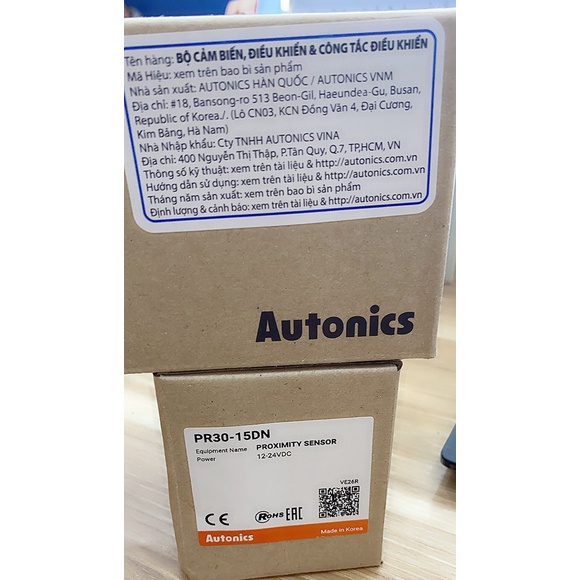 Tên hàng: BỘ CẢM BIẾN, ĐIỀU KHIỂN & CÔNG TẮC ĐIỀU KHIỂN
Mã Hiệu: xem trên bao bì sản phẩm
Nhà sản xuất: AUTONICS HÀN QUỐC / AUTONICS VNM
Địa chỉ: #18, Bansong-ro 513 Beon-Gil, Haeundea-Gu, Busan,
Republic of Korea./. (Lô CN03, KCN Đồng Văn 4, Đại Cương,
Kim Bảng, Hà Nam)
Nhà Nhập khẩu: Cty TNHH AUTONICS VINA
Địa chỉ: 400 Nguyễn Thị Thập, P.Tân Quy, Q.7, TP,HCM, VN
Thông số kỹ thuật: xem trên tài liệu & http://autonics.com.vn
Hướng dẫn sử dụng: xem trên tài liệu & http://autonics.com.vn
Tháng năm sản xuất: xem trên bao bì sản phẩm
Định lượng & cảnh báo: xem trên tài liệu & http://autonics.com.vn
Autonics
PR30-15DN
Equipment Name PROXIMITY SENSOR
Power 12-24VDC
VE26R
CE RoHS EAC
Autonics Made in Korea